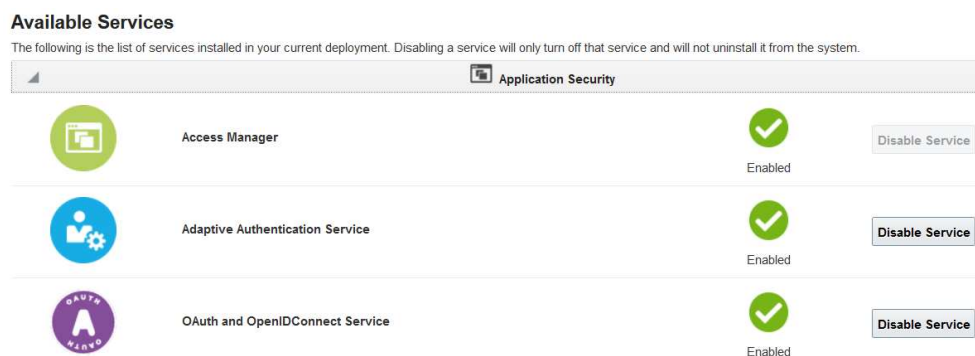 Available Services
The following is the list of services installed in your current deployment. Disabling a service will only turn off that service and will not uninstall it from the system.
Application Security
Access Manager
Enabled
Disable Service
Adaptive Authentication Service
Enabled
Disable Service
OAUTH
A
OAUTH
OAuth and OpenIDConnect Service
Enabled
Disable Service